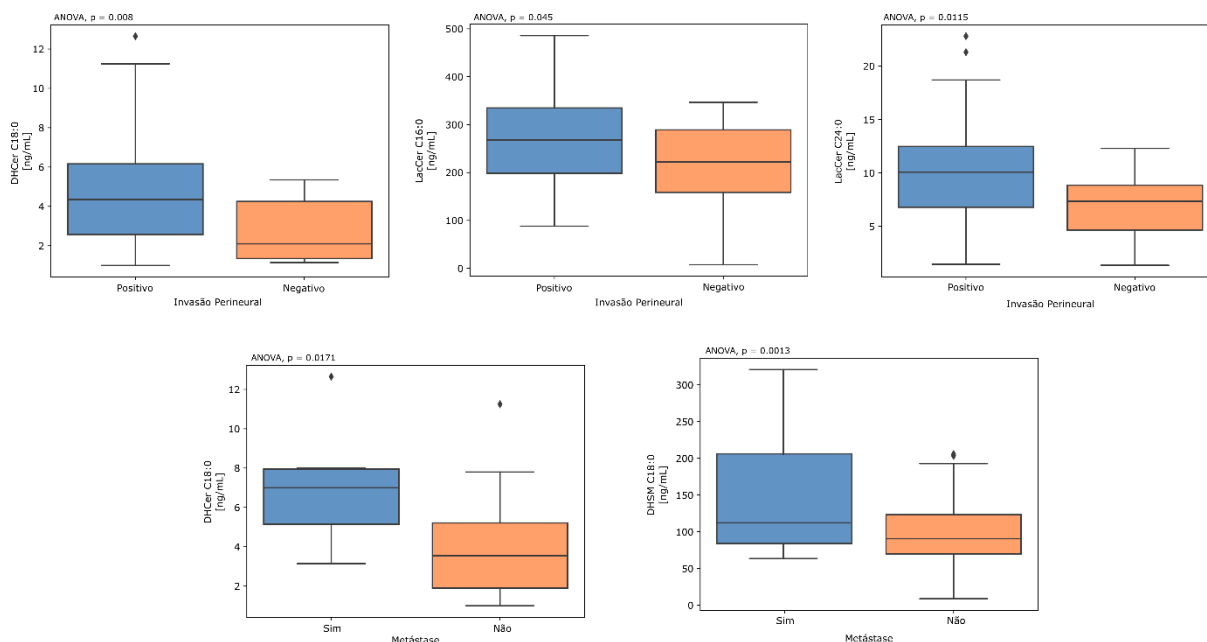 ANOVA, p = 0.008
DHCer C18:0
[ng/mL]
12
10
8
6
4
2
Positivo Negativo
Invasão Perineural
ANOVA, p = 0.045
LacCer C16:0
[ng/mL]
500
400
300
200
100
0
Positivo Negativo
Invasão Perineural
ANOVA, p = 0.0115
LacCer C24:0
[ng/mL]
20
15
10
5
Positivo Negativo
Invasão Perineural
ANOVA, p = 0.0171
DHCer C18:0
[ng/mL]
12
10
8
6
4
2
Sim Não
Metástase
ANOVA, p = 0.0013
DHSM C18:0
[ng/mL]
300
250
200
150
100
50
0
Sim Não
Metástase